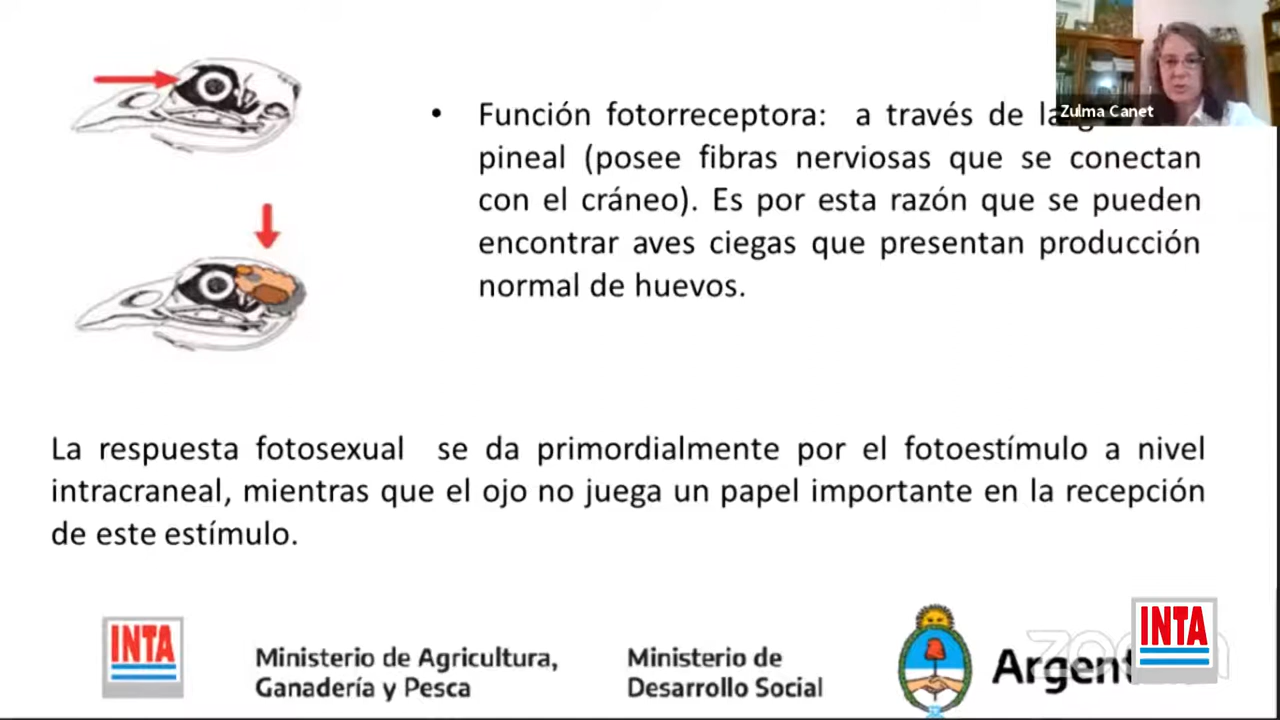 Zulma Canet
• Función fotorreceptora: a través de la
pineal (posee fibras nerviosas que se conectan
con el cráneo). Es por esta razón que se pueden
encontrar aves ciegas que presentan producción
normal de huevos.
La respuesta fotosexual se da primordialmente por el fotoestímulo a nivel
intracraneal, mientras que el ojo no juega un papel importante en la recepción
de este estímulo.
INTA
Ministerio de Agricultura,
Ganadería y Pesca
Ministerio de
Desarrollo Social
Argent
zoom
INTA